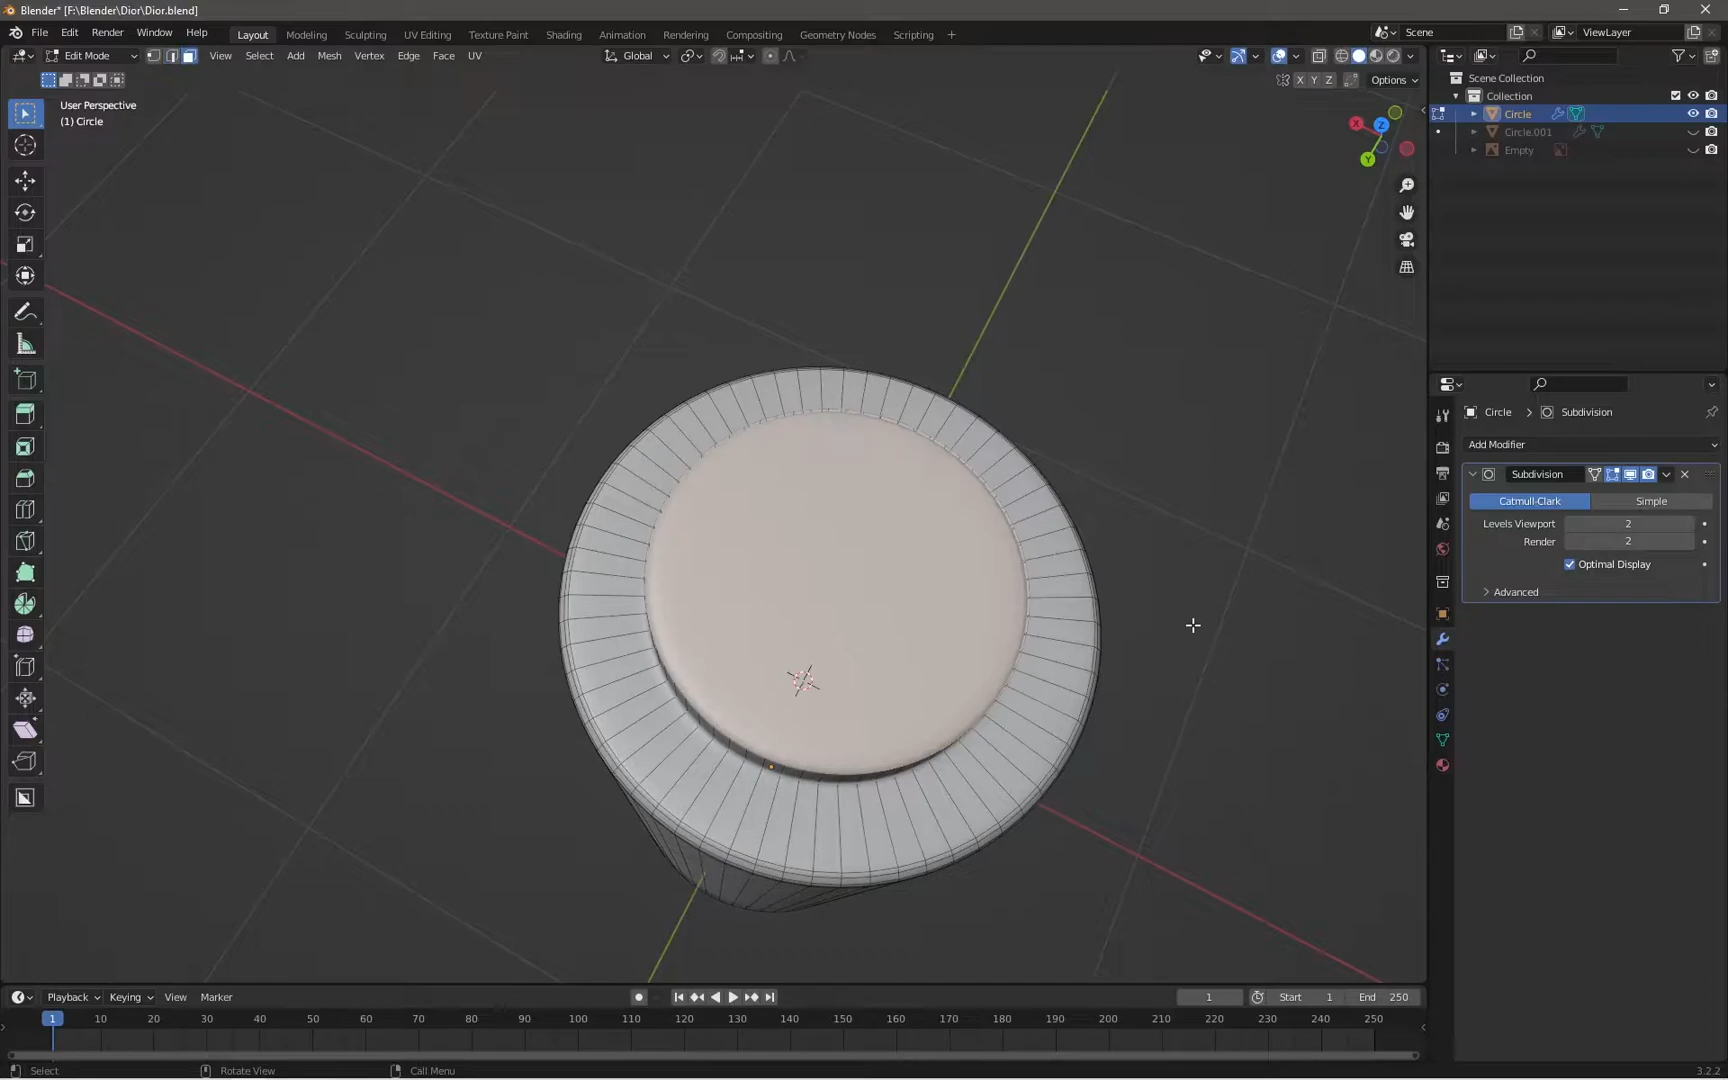 Blender* [F:\Blender\Dior\Dior.blend]
File Edit Render Window Help Layout Modeling Sculpting UV Editing Texture Paint Shading Animation Rendering Compositing Geometry Nodes Scripting +
Scene
ViewLayer
Edit Mode
View Select Add Mesh Vertex Edge Face UV
Global
X Y Z
Options
User Perspective
(1) Circle
X
Y
Z
Scene Collection
Collection
Circle
Circle.001
Empty
Circle > Subdivision
Add Modifier
Subdivision
Catmull-Clark Simple
Levels Viewport 2
Render 2
Optimal Display
Advanced
Playback Keying View Marker
1
Start 1 End 250
1 10 20 30 40 50 60 70 80 90 100 110 120 130 140 150 160 170 180 190 200 210 220 230 240 250
Select Rotate View Call Menu
3.2.2